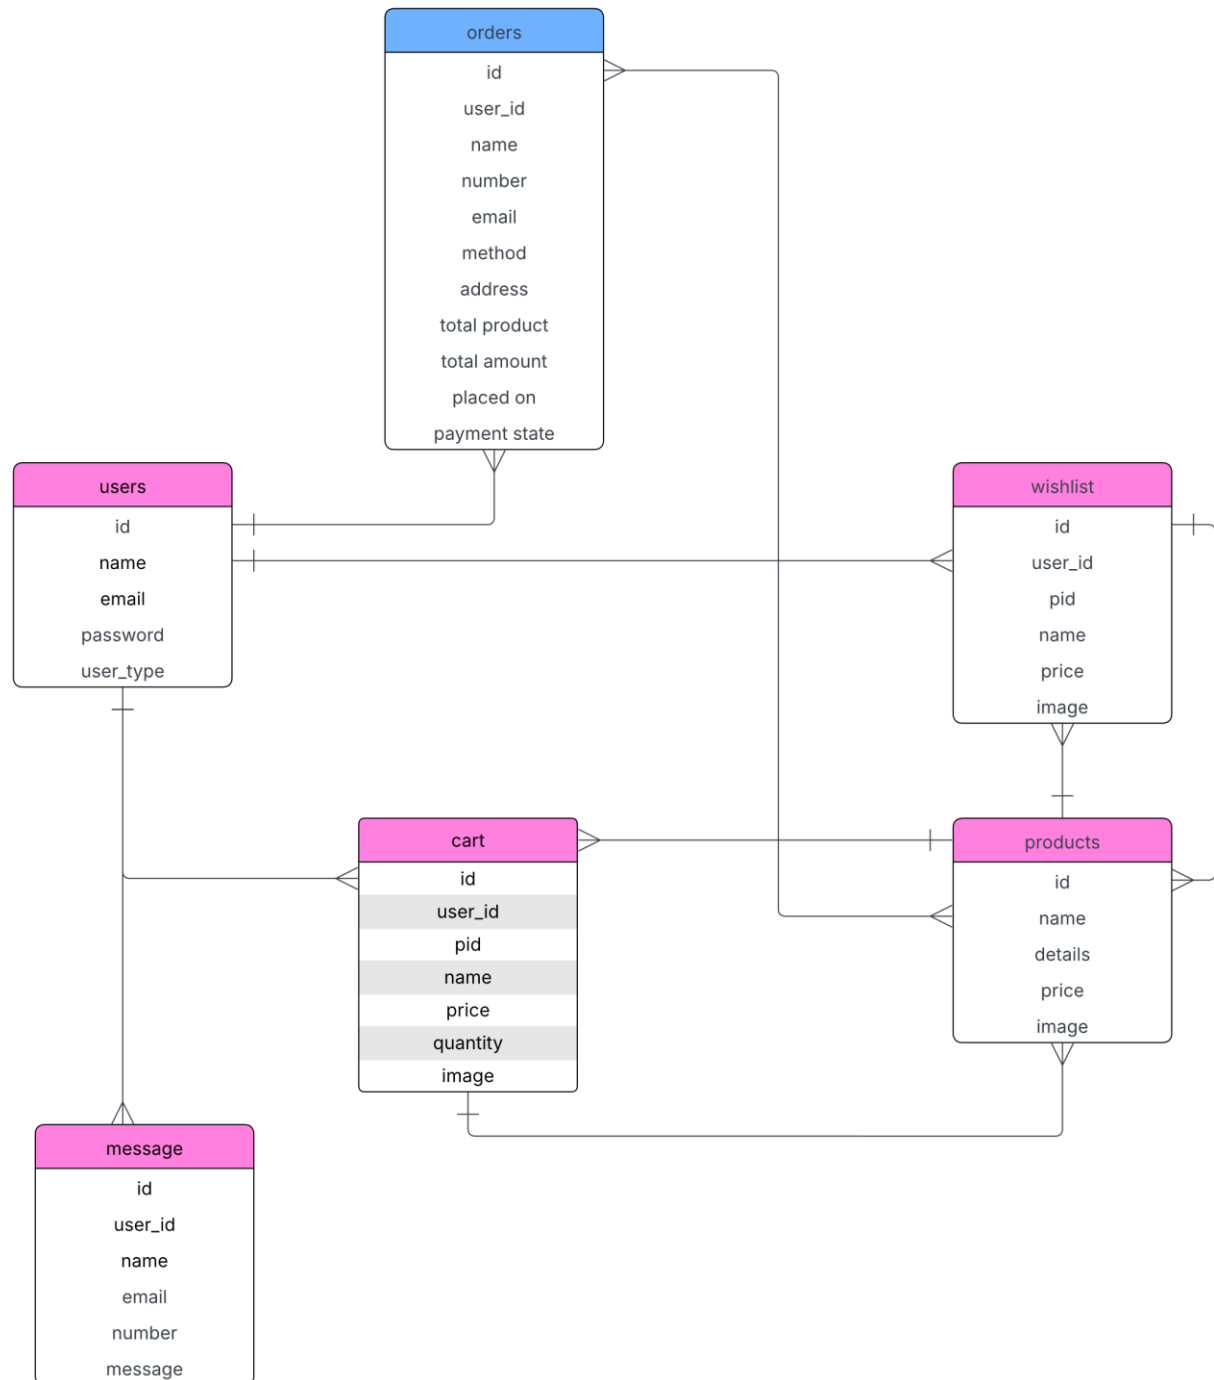 orders
id
user_id
name
number
email
method
address
total product
total amount
placed on
payment state
users
id
name
email
password
user_type
wishlist
id
user_id
pid
name
price
image
cart
id
user_id
pid
name
price
quantity
image
products
id
name
details
price
image
message
id
user_id
name
email
number
message